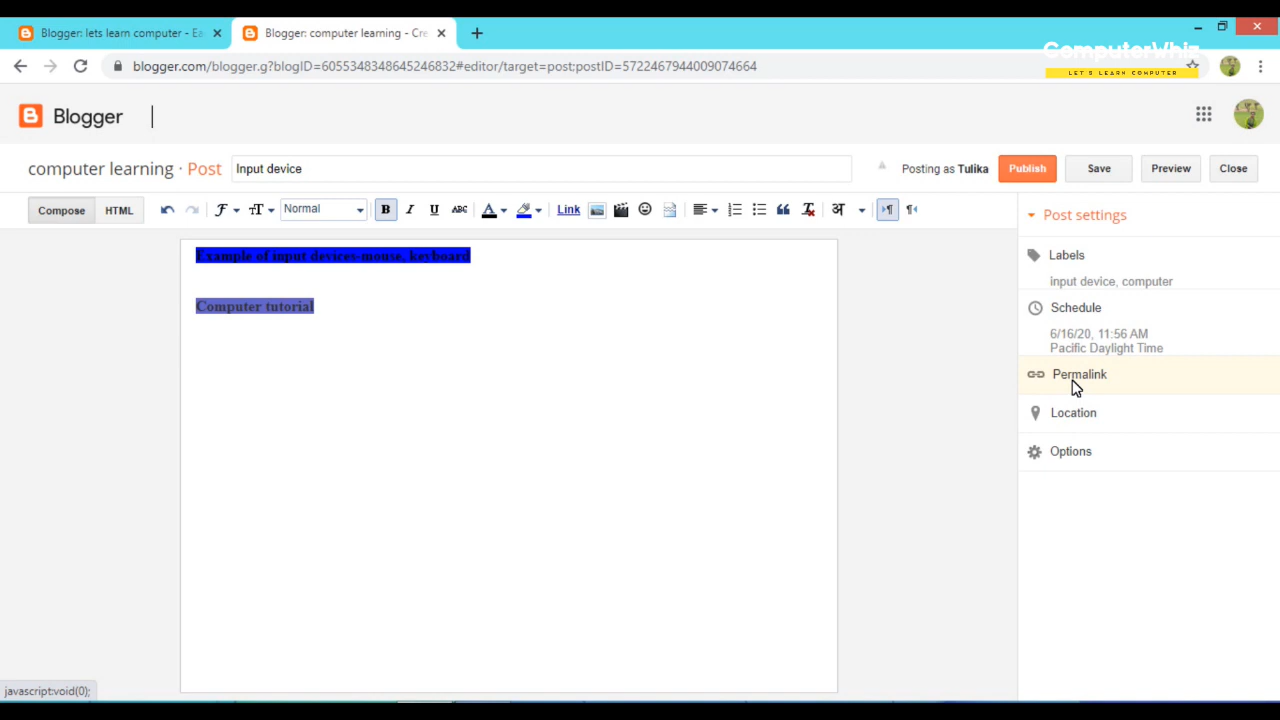 Blogger: lets learn computer - Ea
Blogger: computer learning - Cre
blogger.com/blogger.g?blogID=6055348318645246832#editor/target=post;postID=5722467944009074664
ComputerWhiz
LET'S LEARN COMPUTER
Blogger
computer learning · Post
Input device
Posting as Tulika
Publish
Save
Preview
Close
Compose
HTML
Normal
B
I
U
ABC
A
Link
अ
Example of input devices-mouse, keyboard
Computer tutorial
Post settings
Labels
input device, computer
Schedule
6/16/20, 11:56 AM
Pacific Daylight Time
Permalink
Location
Options
javascript:void(0);